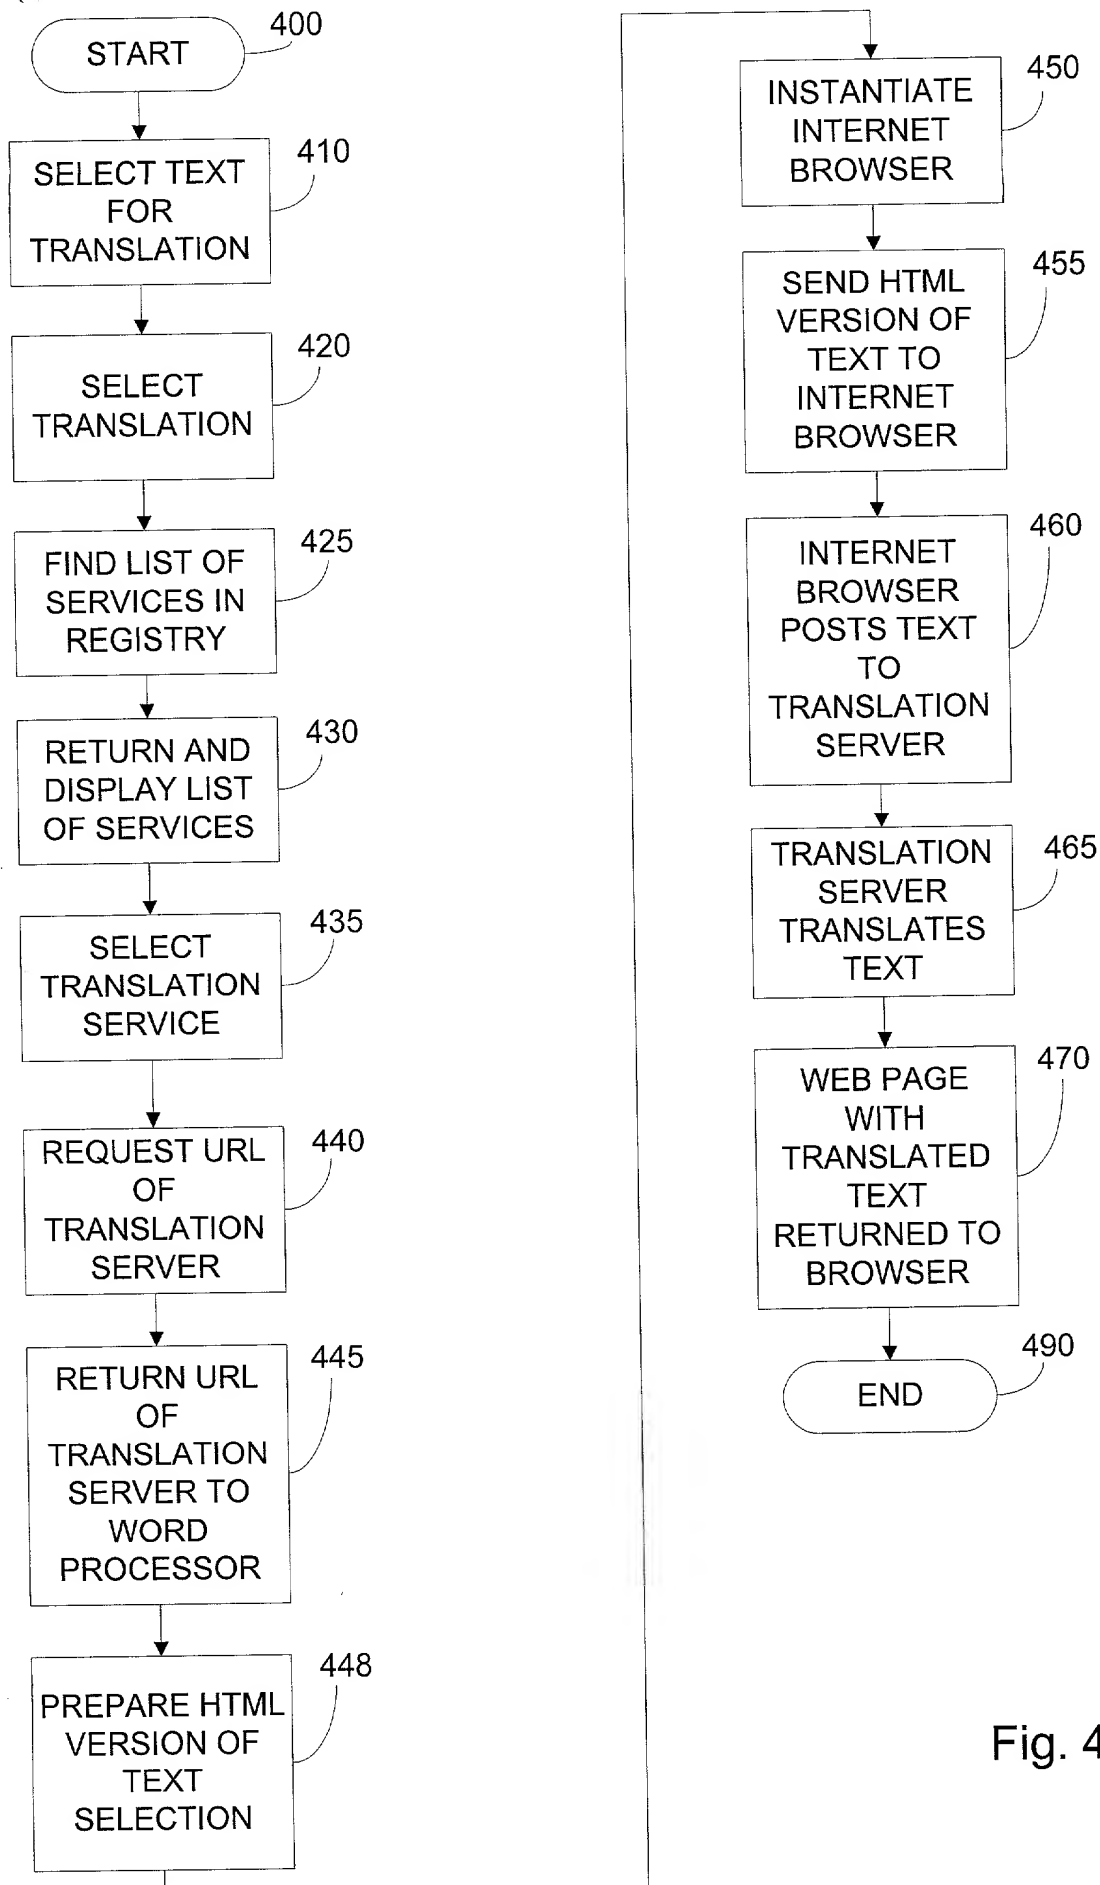 START
400
SELECT TEXT
FOR
TRANSLATION
410
SELECT
TRANSLATION
420
FIND LIST OF
SERVICES IN
REGISTRY
425
RETURN AND
DISPLAY LIST
OF SERVICES
430
SELECT
TRANSLATION
SERVICE
435
REQUEST URL
OF
TRANSLATION
SERVER
440
RETURN URL
OF
TRANSLATION
SERVER TO
WORD
PROCESSOR
445
PREPARE HTML
VERSION OF
TEXT
SELECTION
448
INSTANTIATE
INTERNET
BROWSER
450
SEND HTML
VERSION OF
TEXT TO
INTERNET
BROWSER
455
INTERNET
BROWSER
POSTS TEXT
TO
TRANSLATION
SERVER
460
TRANSLATION
SERVER
TRANSLATES
TEXT
465
WEB PAGE
WITH
TRANSLATED
TEXT
RETURNED TO
BROWSER
470
END
490
Fig. 4